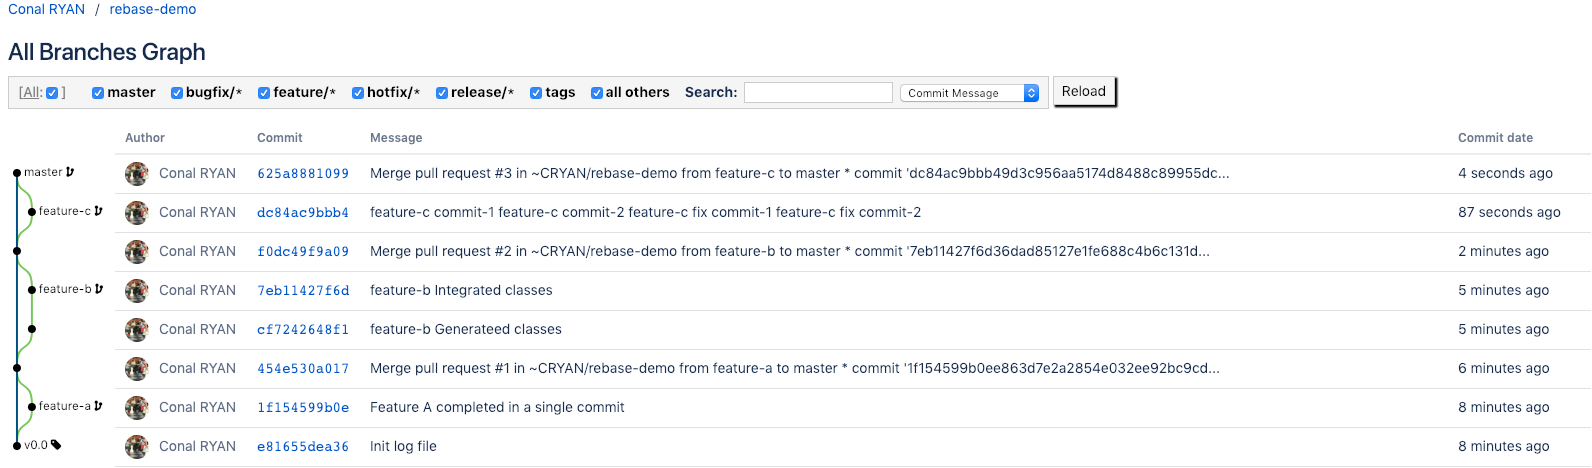 Conal RYAN / rebase-demo
All Branches Graph
[All: ] master bugfix/* feature/* hotfix/* release/* tags all others Search: Commit Message Reload
Author Commit Message Commit date
master Conal RYAN 625a8881099 Merge pull request #3 in ~CRYAN/rebase-demo from feature-c to master * commit 'dc84ac9bbb49d3c956aa5174d8488c89955dc... 4 seconds ago
feature-c Conal RYAN dc84ac9bbb4 feature-c commit-1 feature-c commit-2 feature-c fix commit-1 feature-c fix commit-2 87 seconds ago
Conal RYAN f0dc49f9a09 Merge pull request #2 in ~CRYAN/rebase-demo from feature-b to master * commit '7eb11427f6d36dad85127e1fe688c4b6c131d... 2 minutes ago
feature-b Conal RYAN 7eb11427f6d feature-b Integrated classes 5 minutes ago
Conal RYAN cf7242648f1 feature-b Generateed classes 5 minutes ago
Conal RYAN 454e530a017 Merge pull request #1 in ~CRYAN/rebase-demo from feature-a to master * commit '1f154599b0ee863d7e2a2854e032ee92bc9cd... 6 minutes ago
feature-a Conal RYAN 1f154599b0e Feature A completed in a single commit 8 minutes ago
v0.0 Conal RYAN e81655dea36 Init log file 8 minutes ago